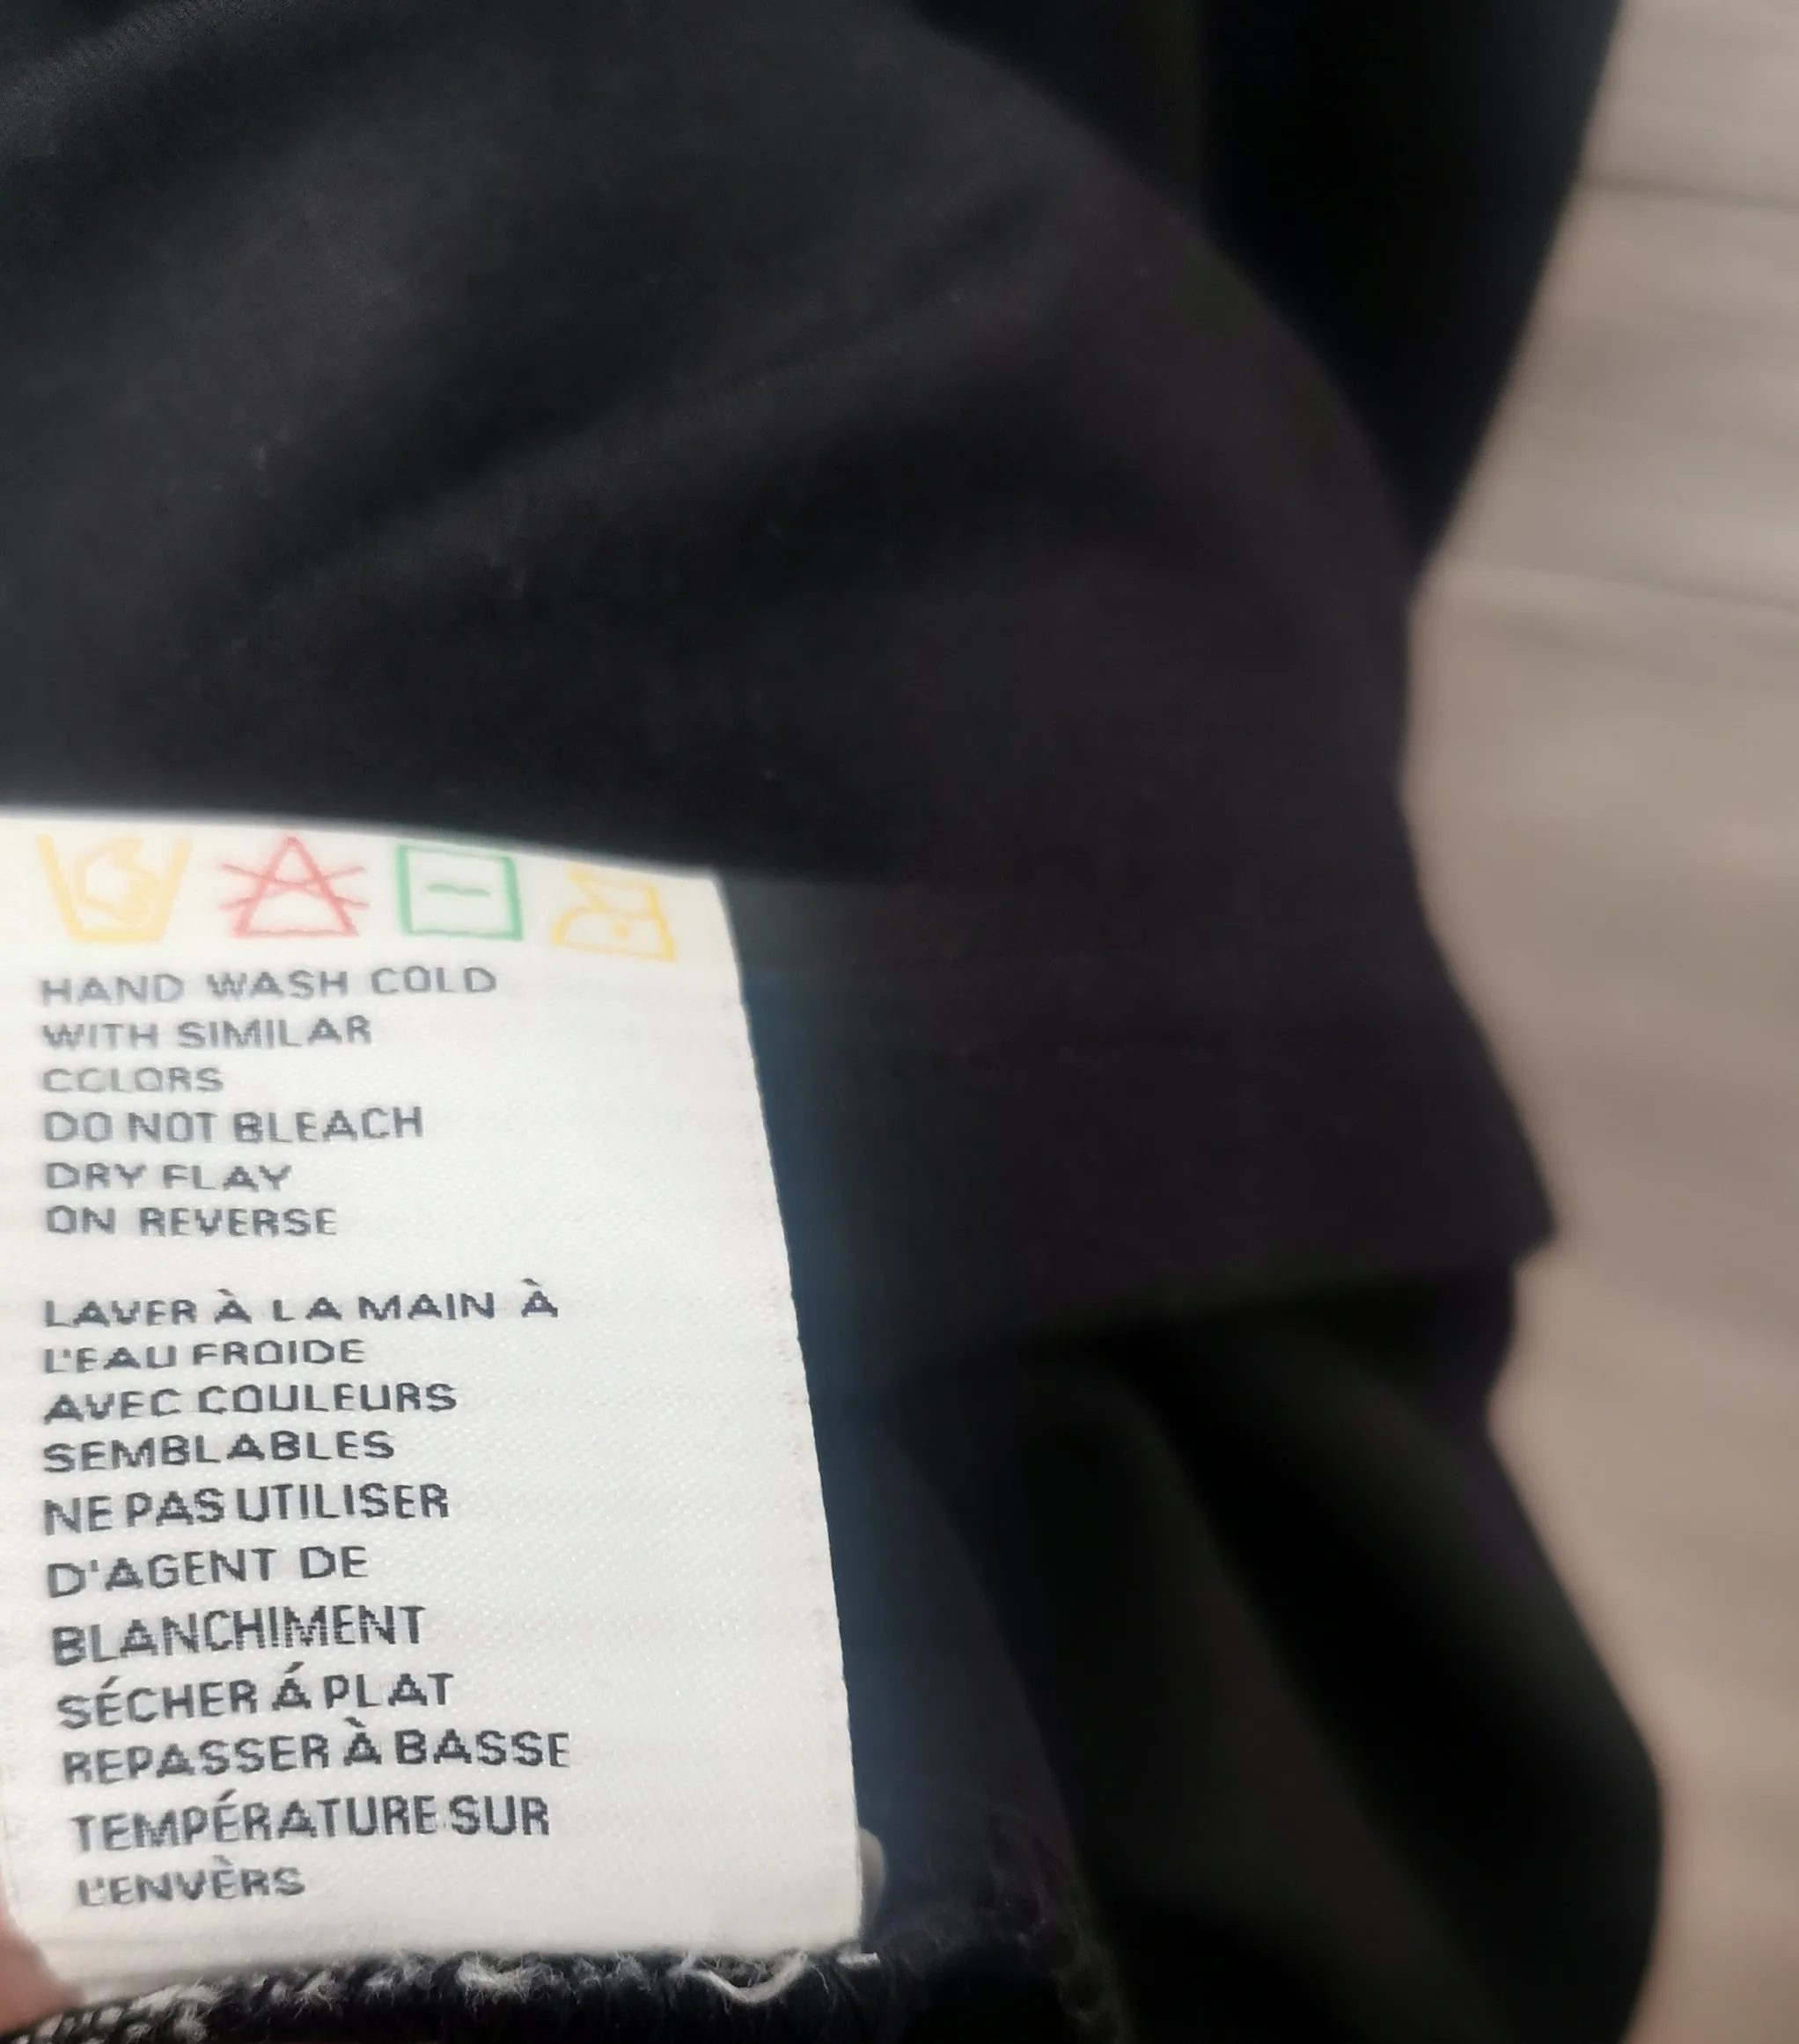 HAND WASH COLD
WITH SIMILAR
COLORS
DO NOT BLEACH
DRY FLAY
ON REVERSE
LAVER À LA MAIN À
L'EAU FROIDE
AVEC COULEURS
SEMBLABLES
NE PAS UTILISER
D'AGENT DE
BLANCHIMENT
SÉCHER Á PLAT
REPASSER À BASSE
TEMPÉRATURE SUR
L'ENVÈRS